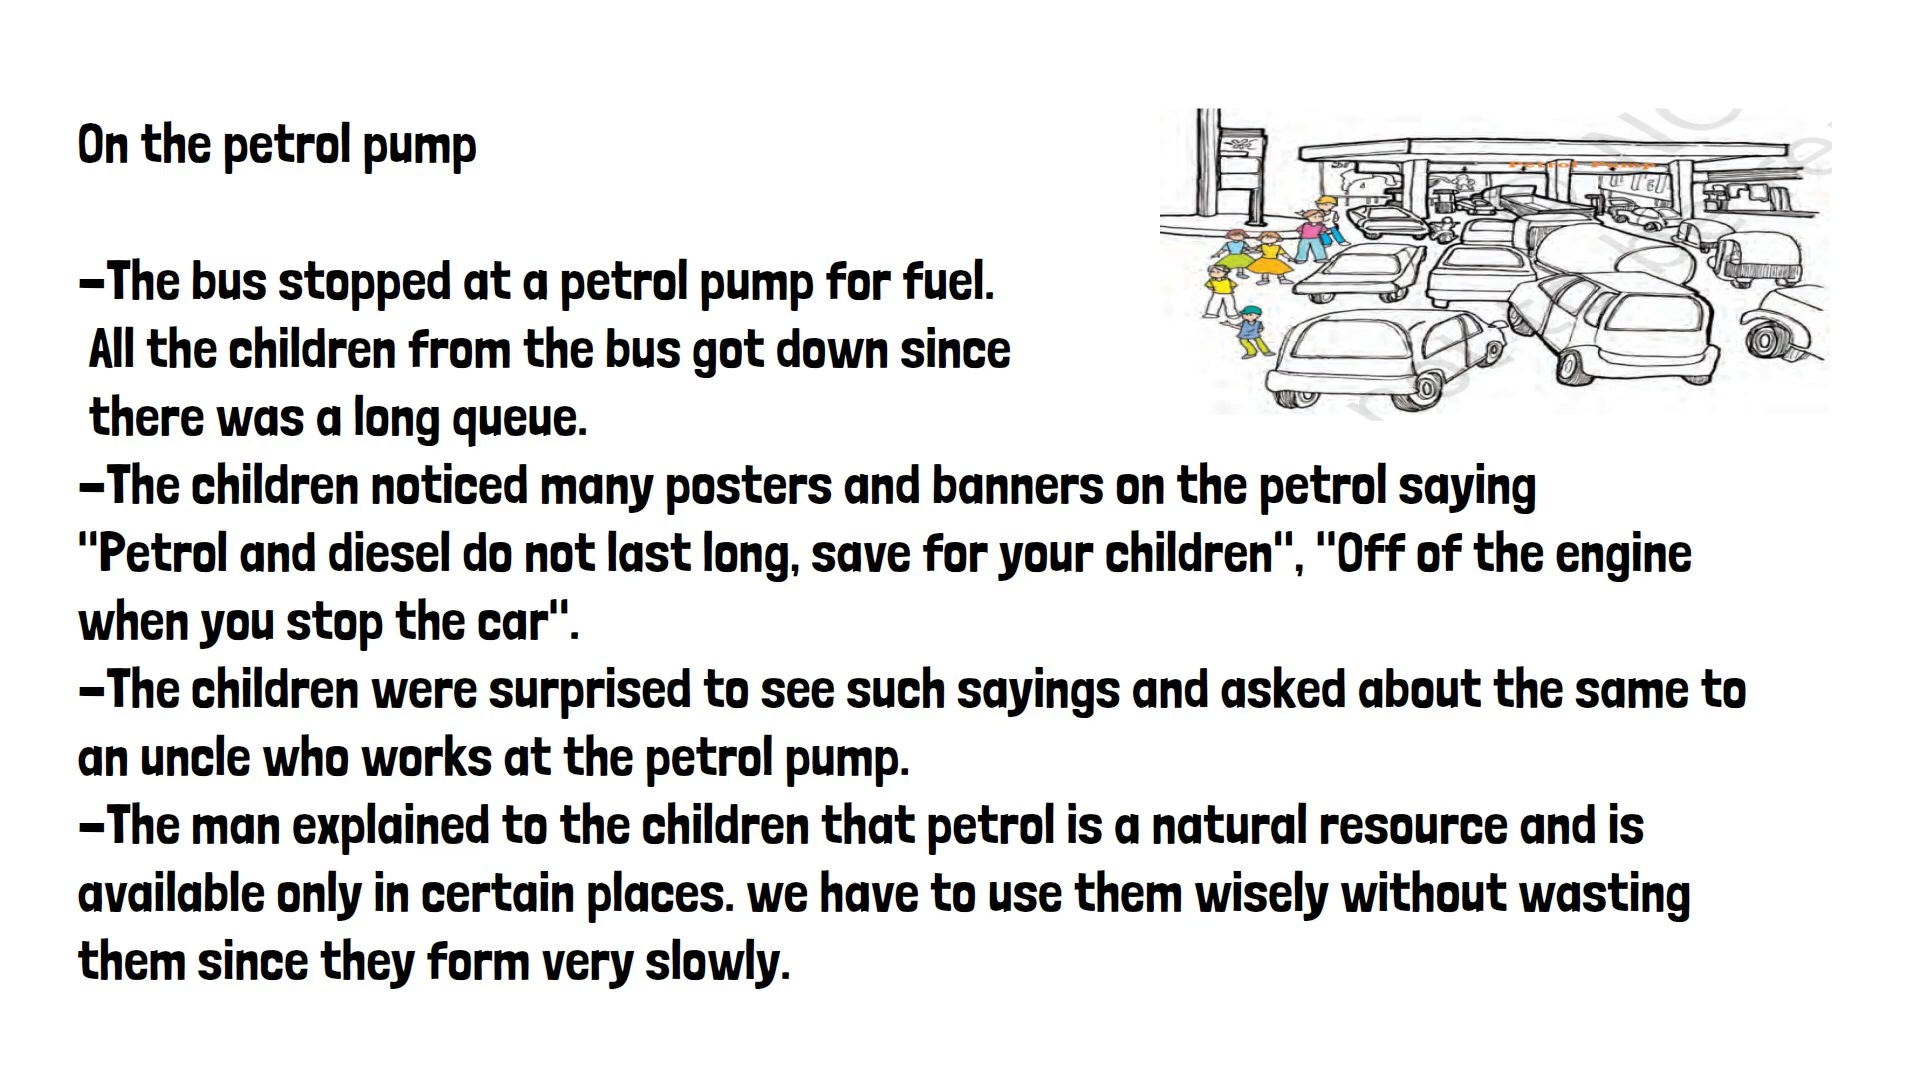 On the petrol pump
Petrol Pump
-The bus stopped at a petrol pump for fuel.
All the children from the bus got down since
there was a long queue.
-The children noticed many posters and banners on the petrol saying
"Petrol and diesel do not last long, save for your children", "Off of the engine
when you stop the car".
-The children were surprised to see such sayings and asked about the same to
an uncle who works at the petrol pump.
-The man explained to the children that petrol is a natural resource and is
available only in certain places. we have to use them wisely without wasting
them since they form very slowly.